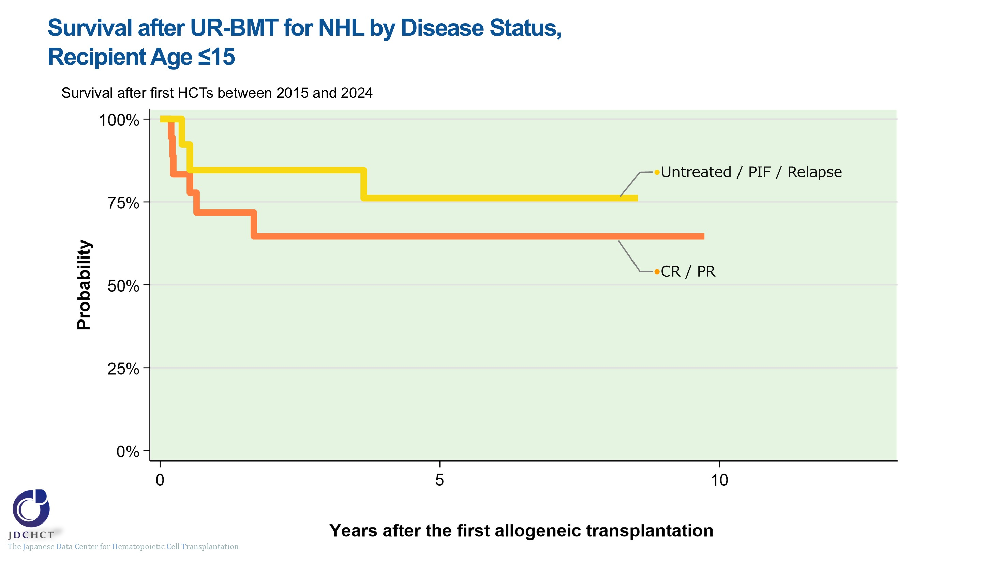 Survival after UR-BMT for NHL by Disease Status,
Recipient Age ≤15
Survival after first HCTs between 2015 and 2024
100%
75%
50%
25%
0%
Probability
Untreated / PIF / Relapse
CR / PR
0
5
10
Years after the first allogeneic transplantation
JDCHCT
The Japanese Data Center for Hematopoietic Cell Transplantation